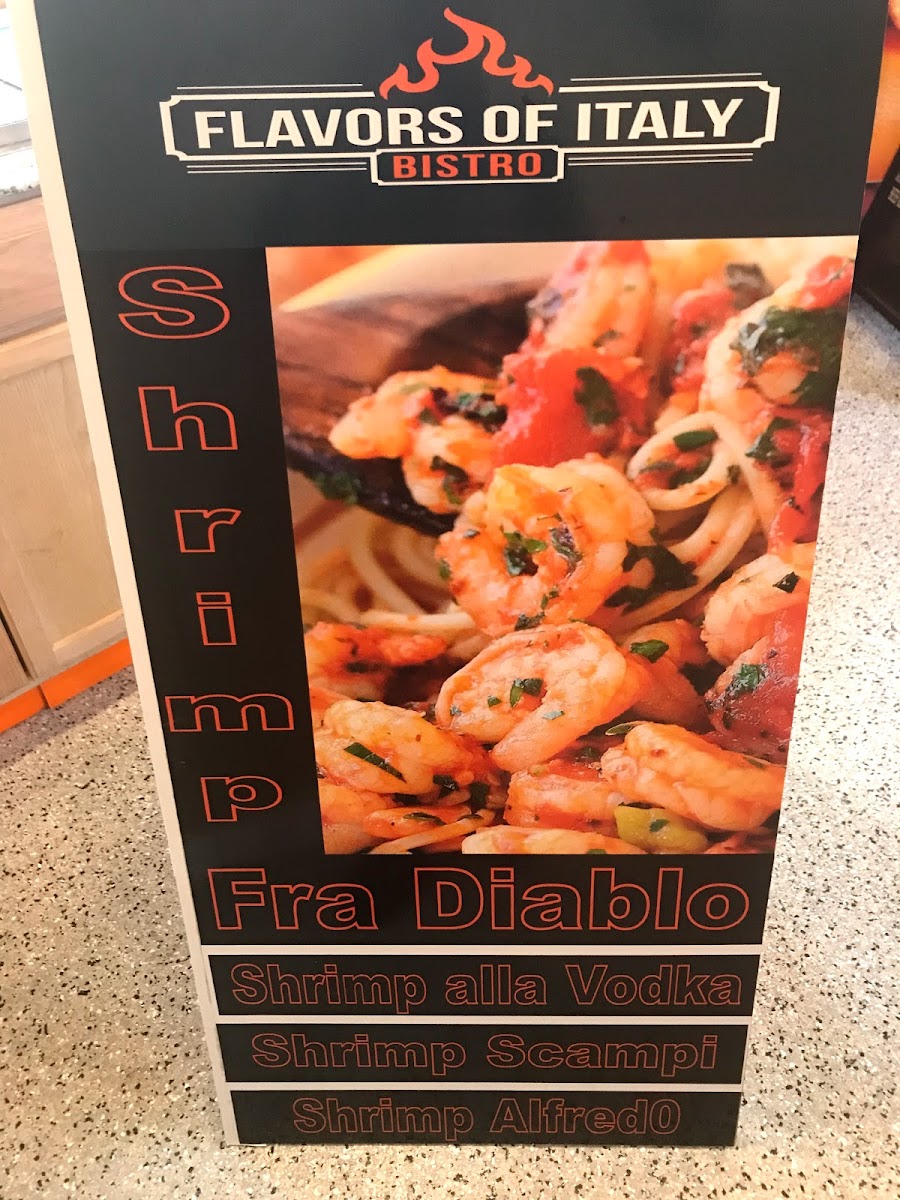 FLAVORS OF ITALY
BISTRO
Shrimp
Fra Diablo
Shrimp alla Vodka
Shrimp Scampi
Shrimp Alfred0